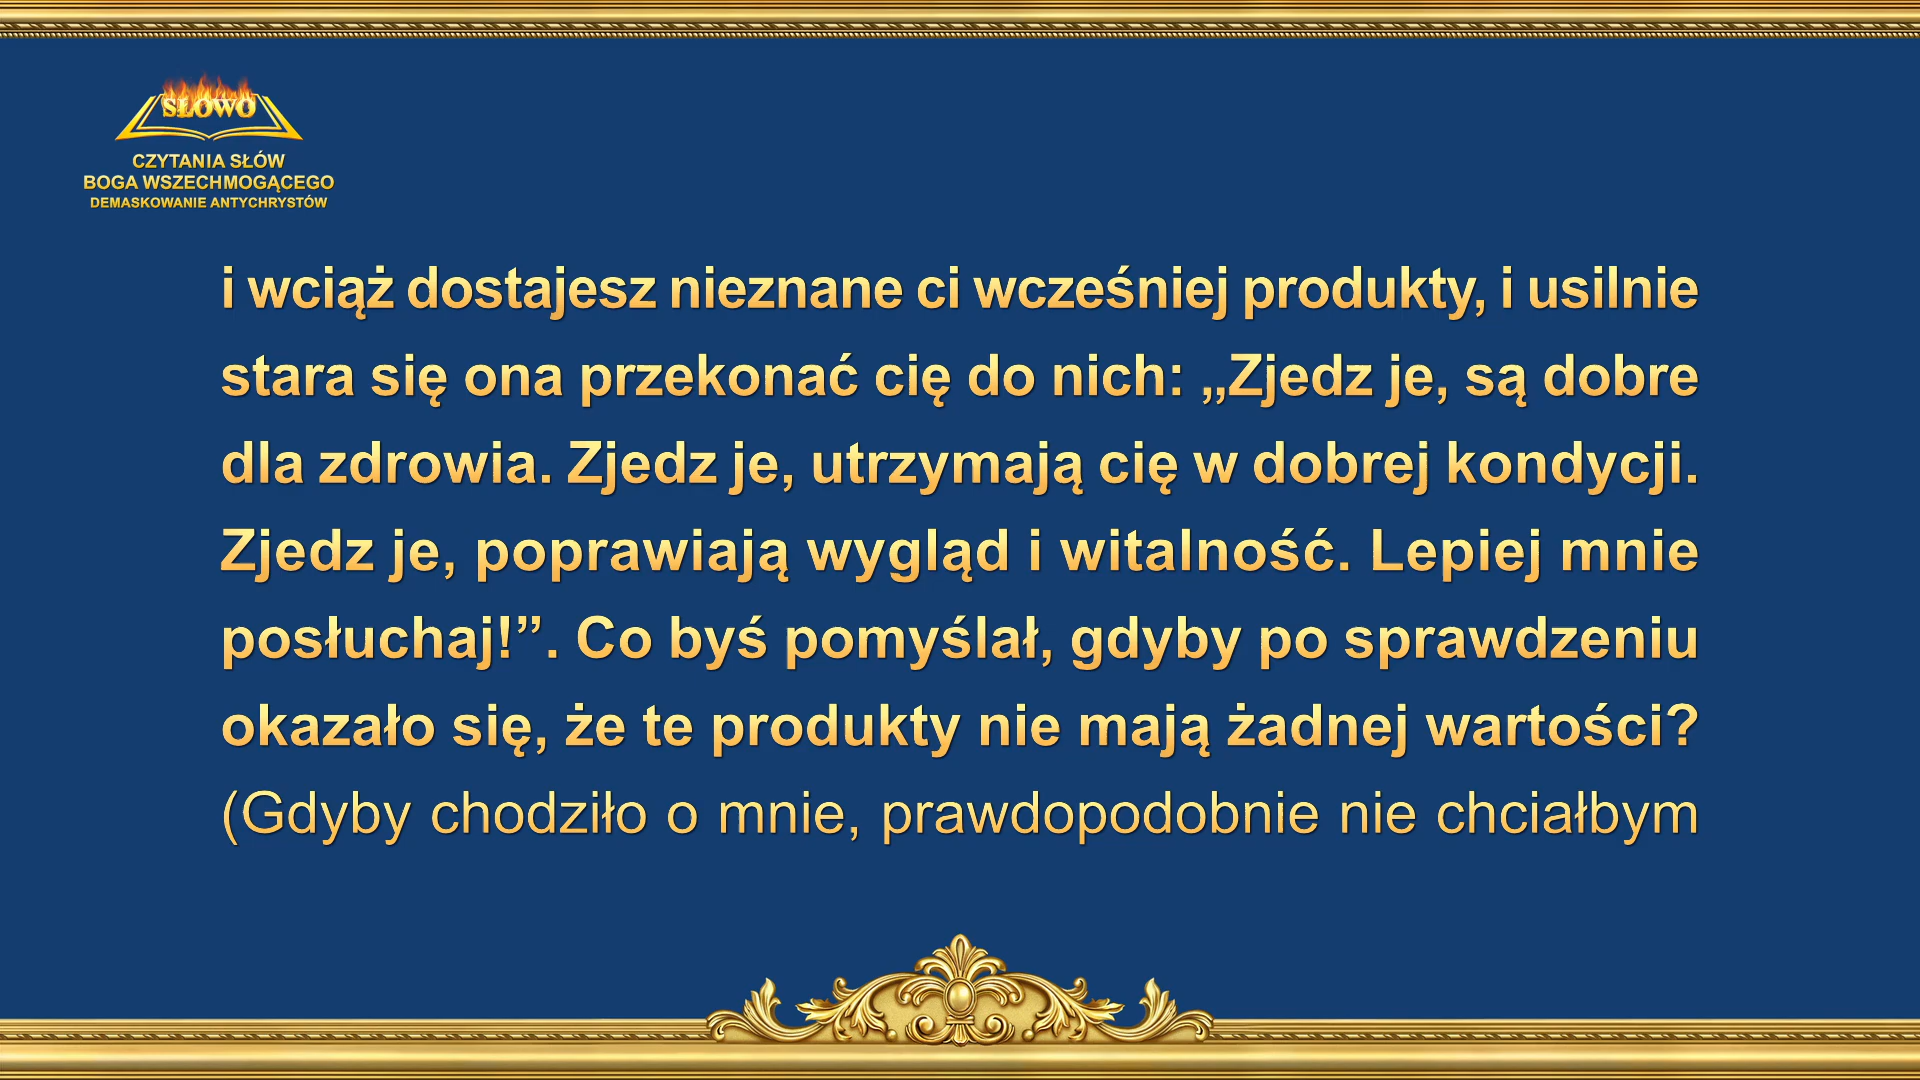 SŁOWO
CZYTANIA SŁÓW
BOGA WSZECHMOGĄCEGO
DEMASKOWANIE ANTYCHRYSTÓW
i wciąż dostajesz nieznane ci wcześniej produkty, i usilnie
stara się ona przekonać cię do nich: „Zjedz je, są dobre
dla zdrowia. Zjedz je, utrzymają cię w dobrej kondycji.
Zjedz je, poprawiają wygląd i witalność. Lepiej mnie
posłuchaj!”. Co byś pomyślał, gdyby po sprawdzeniu
okazało się, że te produkty nie mają żadnej wartości?
(Gdyby chodziło o mnie, prawdopodobnie nie chciałbym